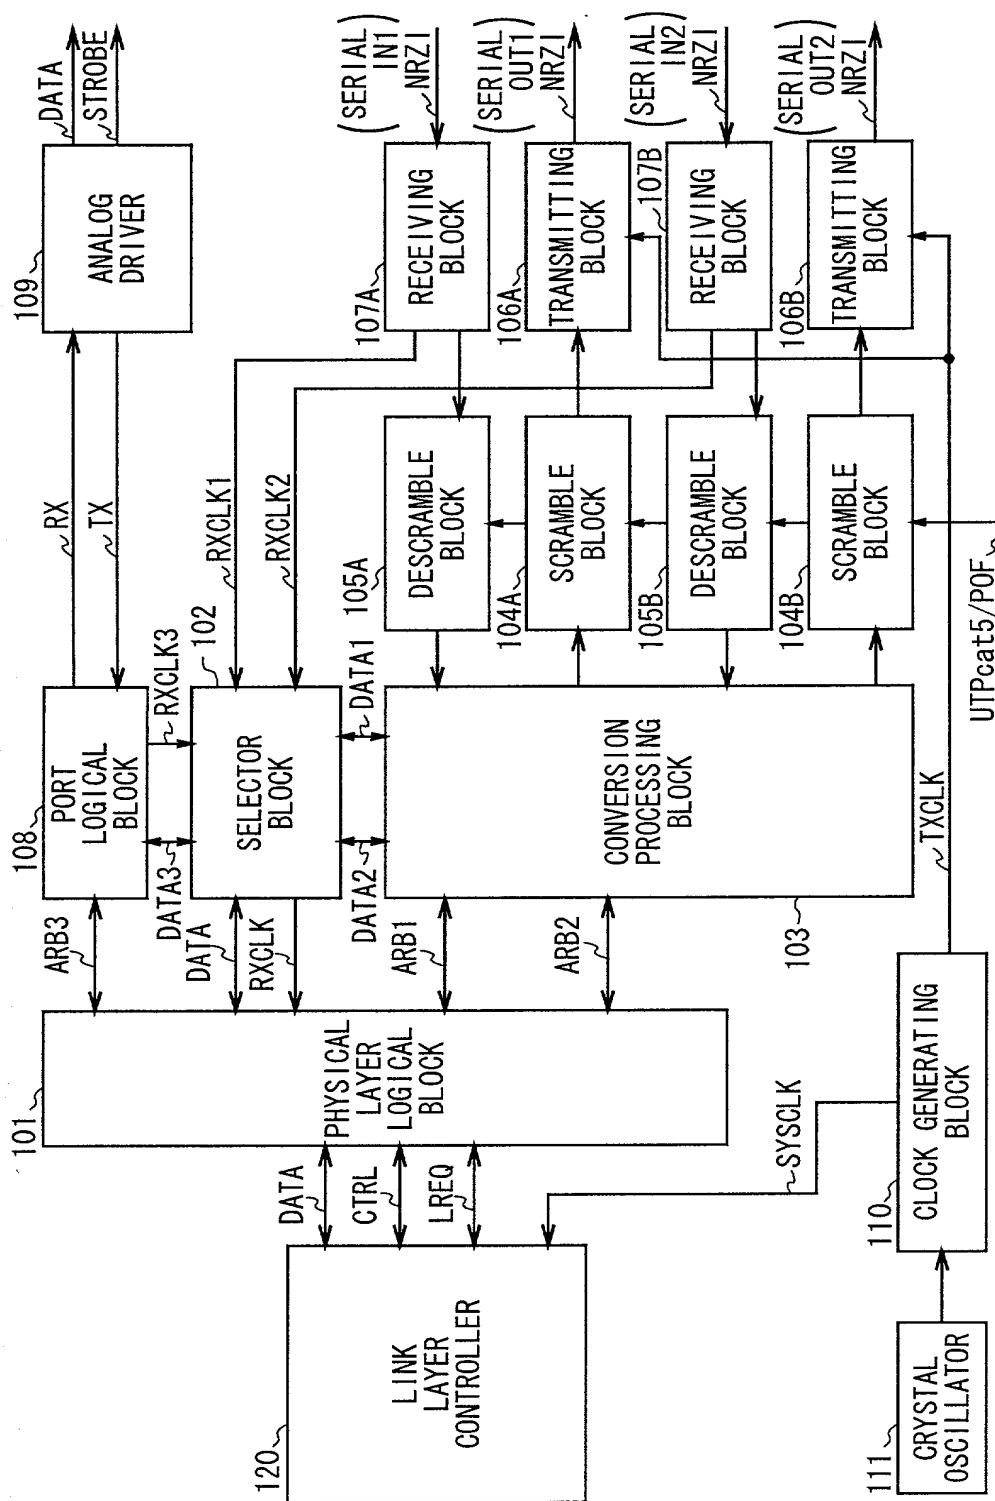 120
LINK
LAYER
CONTROLLER
DATA
CTRL
LREQ
SYSCLK
101
PHYSICAL
LAYER
LOGICAL
BLOCK
ARB3
DATA
RXCLK
ARB1
ARB2
108
PORT
LOGICAL
BLOCK
DATA3
RXCLK3
102
SELECTOR
BLOCK
DATA2
DATA1
103
CONVERSION
PROCESSING
BLOCK
RX
TX
RXCLK1
RXCLK2
109
ANALOG
DRIVER
DATA
STROBE
105A
DESCRAMBLE
BLOCK
104A
SCRAMBLE
BLOCK
105B
DESCRAMBLE
BLOCK
104B
SCRAMBLE
BLOCK
107A
RECEIVING
BLOCK
106A
TRANSMITTING
BLOCK
107B
RECEIVING
BLOCK
106B
TRANSMITTING
BLOCK
(SERIAL
IN1)
NRZI
(SERIAL
OUT1)
NRZI
(SERIAL
IN2)
NRZI
(SERIAL
OUT2)
NRZI
111
CRYSTAL
OSCILLATOR
110
CLOCK GENERATING
BLOCK
TXCLK
UTPcat5/POF